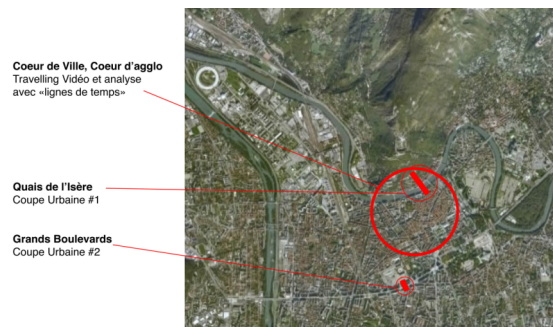 Coeur de Ville, Coeur d'agglo
Travelling Vidéo et analyse
avec «lignes de temps»
Quais de l'Isère
Coupe Urbaine #1
Grands Boulevards
Coupe Urbaine #2